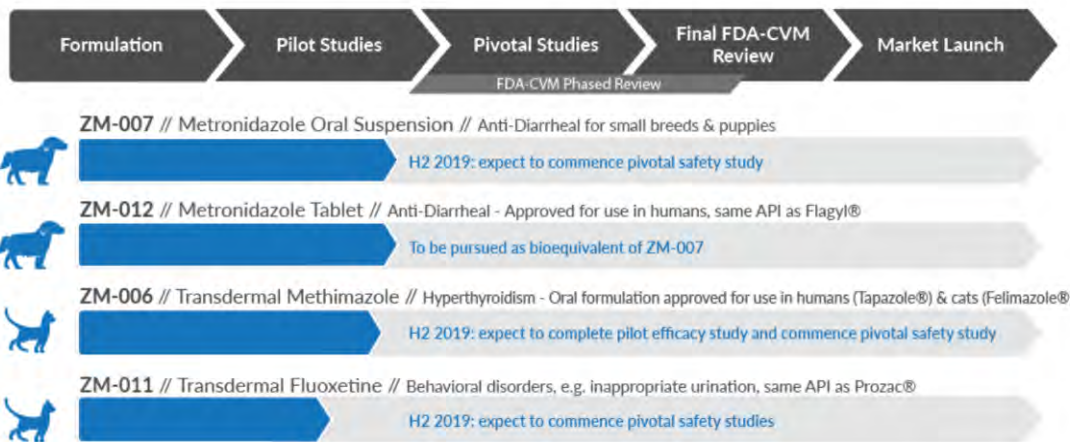 Formulation
Pilot Studies
Pivotal Studies
Final FDA-CVM
Review
Market Launch
FDA-CVM Phased Review
ZM-007 // Metronidazole Oral Suspension // Anti-Diarrheal for small breeds & puppies
H2 2019: expect to commence pivotal safety study
ZM-012 // Metronidazole Tablet // Anti-Diarrheal - Approved for use in humans, same API as Flagyl®
To be pursued as bioequivalent of ZM-007
ZM-006 // Transdermal Methimazole // Hyperthyroidism - Oral formulation approved for use in humans (Tapazole®) & cats (Felimazole®
H2 2019: expect to complete pilot efficacy study and commence pivotal safety study
ZM-011 // Transdermal Fluoxetine // Behavioral disorders, e.g. inappropriate urination, same API as Prozac®
H2 2019: expect to commence pivotal safety studies